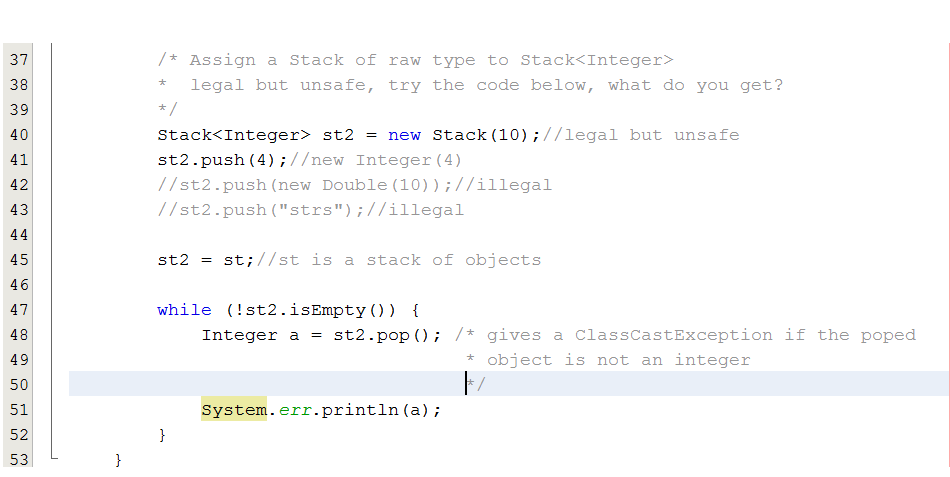 37 /* Assign a Stack of raw type to Stack<Integer>
38 *  legal but unsafe, try the code below, what do you get?
39 */
40 Stack<Integer> st2 = new Stack(10);//legal but unsafe
41 st2.push(4);//new Integer(4)
42 //st2.push(new Double(10));//illegal
43 //st2.push("strs");//illegal
44
45 st2 = st;//st is a stack of objects
46
47 while (!st2.isEmpty()) {
48 Integer a = st2.pop(); /* gives a ClassCastException if the poped
49 * object is not an integer
50 */
51 System.err.println(a);
52 }
53 }